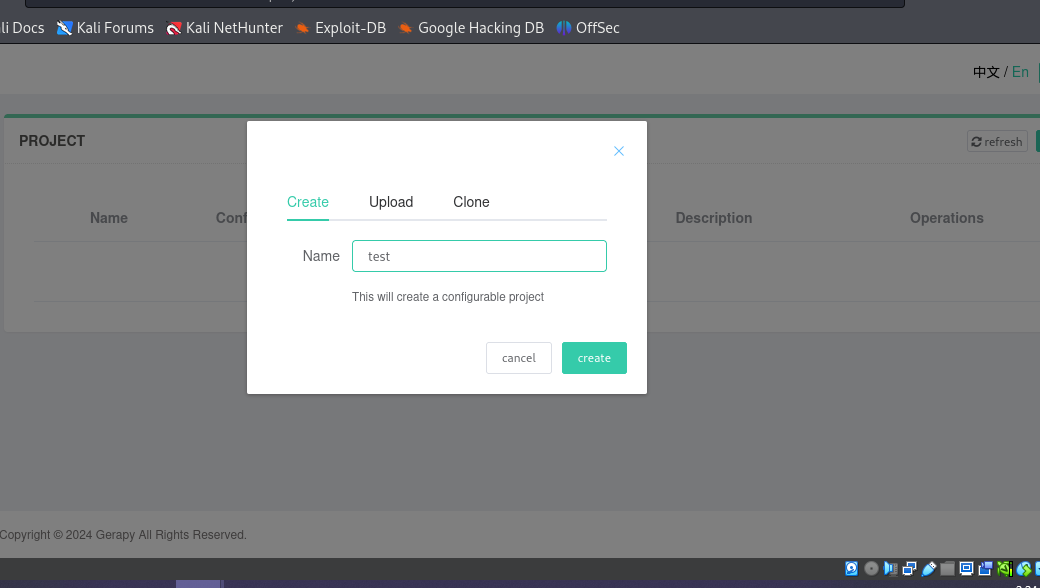 li Docs Kali Forums Kali NetHunter Exploit-DB Google Hacking DB OffSec
中文 / En
PROJECT
refresh
Create Upload Clone
Name Conf Description Operations
Name test
This will create a configurable project
cancel create
Copyright © 2024 Gerapy All Rights Reserved.